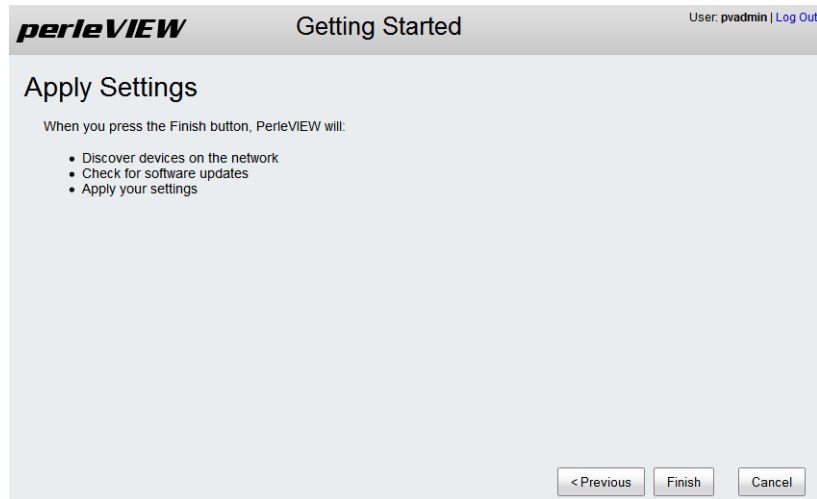 perleVIEW
Getting Started
User: pvadmin | Log Out
Apply Settings
When you press the Finish button, PerleVIEW will:
• Discover devices on the network
• Check for software updates
• Apply your settings
< Previous
Finish
Cancel